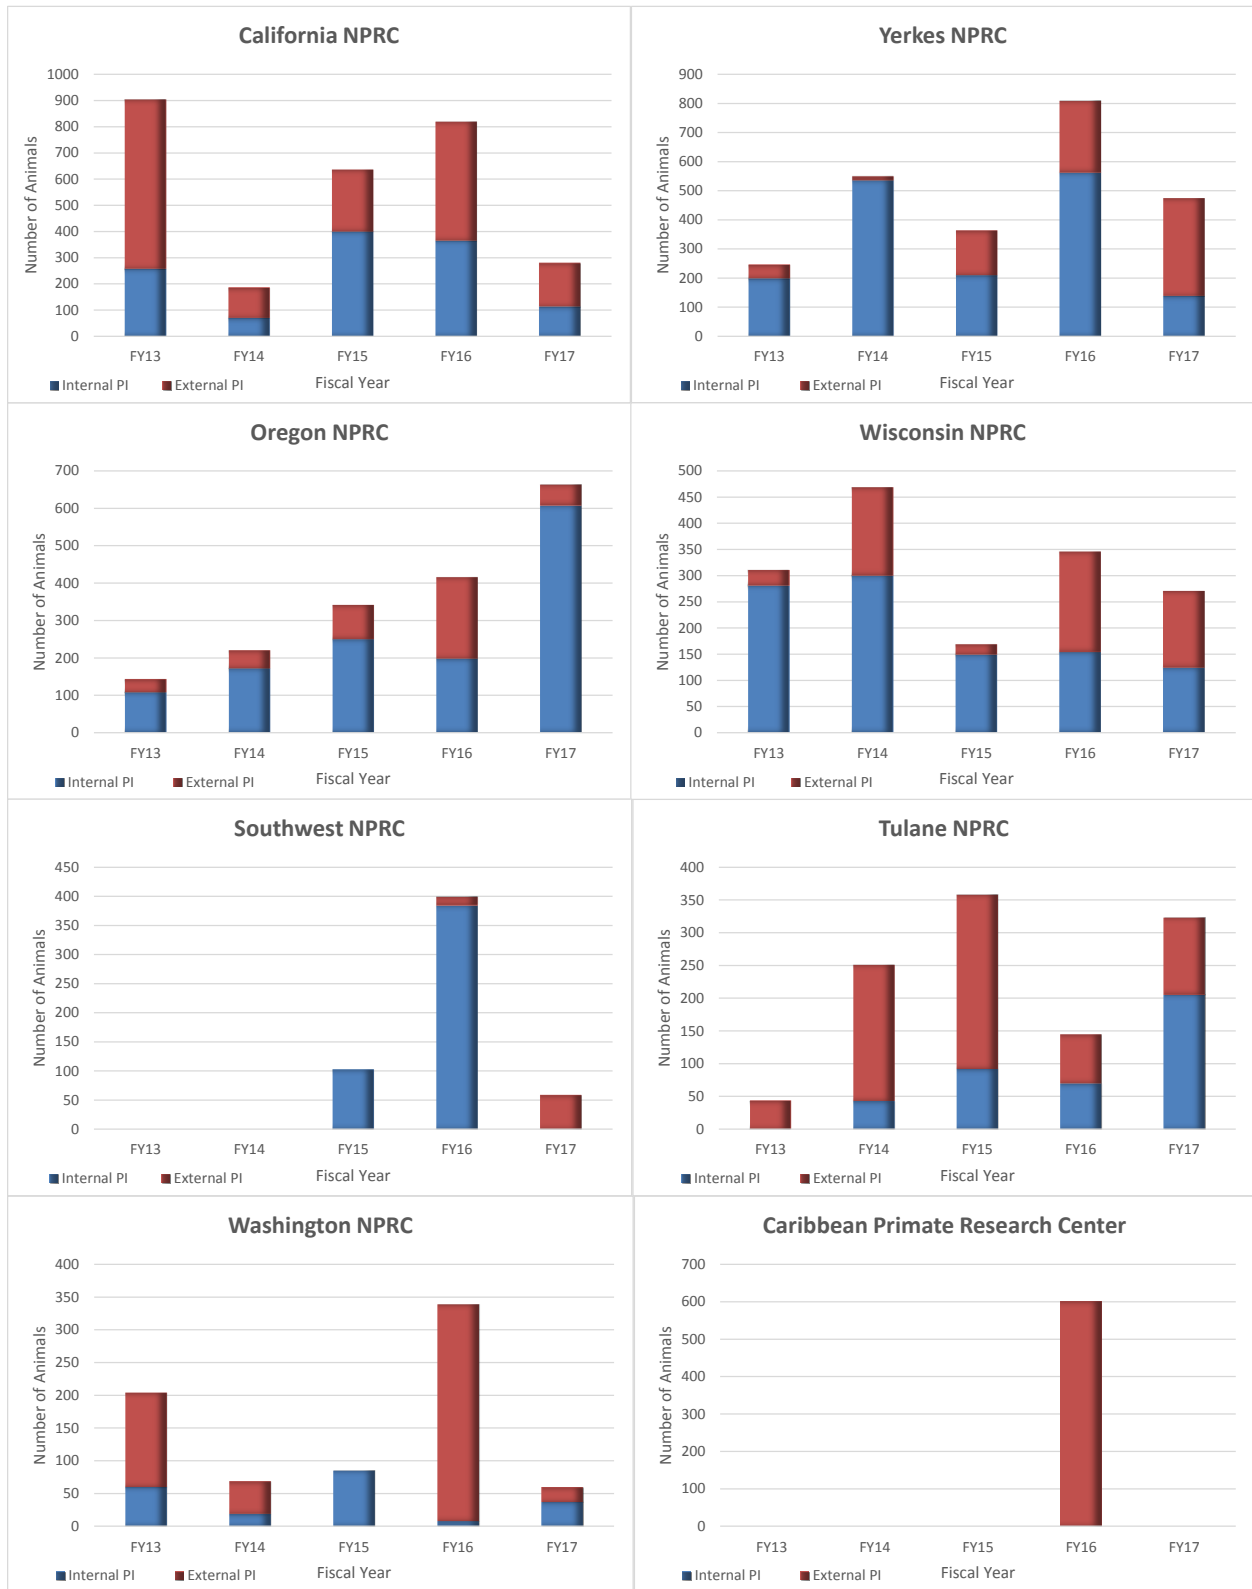 California NPRC
1000
900
800
700
600
500
400
300
200
100
0
Number of Animals
FY13 FY14 FY15 FY16 FY17
Fiscal Year
Internal PI External PI
Yerkes NPRC
900
800
700
600
500
400
300
200
100
0
Number of Animals
FY13 FY14 FY15 FY16 FY17
Fiscal Year
Internal PI External PI
Oregon NPRC
700
600
500
400
300
200
100
0
Number of Animals
FY13 FY14 FY15 FY16 FY17
Fiscal Year
Internal PI External PI
Wisconsin NPRC
500
450
400
350
300
250
200
150
100
50
0
Number of Animals
FY13 FY14 FY15 FY16 FY17
Fiscal Year
Internal PI External PI
Southwest NPRC
450
400
350
300
250
200
150
100
50
0
Number of Animals
FY13 FY14 FY15 FY16 FY17
Fiscal Year
Internal PI External PI
Tulane NPRC
400
350
300
250
200
150
100
50
0
Number of Animals
FY13 FY14 FY15 FY16 FY17
Fiscal Year
Internal PI External PI
Washington NPRC
400
350
300
250
200
150
100
50
0
Number of Animals
FY13 FY14 FY15 FY16 FY17
Fiscal Year
Internal PI External PI
Caribbean Primate Research Center
700
600
500
400
300
200
100
0
Number of Animals
FY13 FY14 FY15 FY16 FY17
Fiscal Year
Internal PI External PI